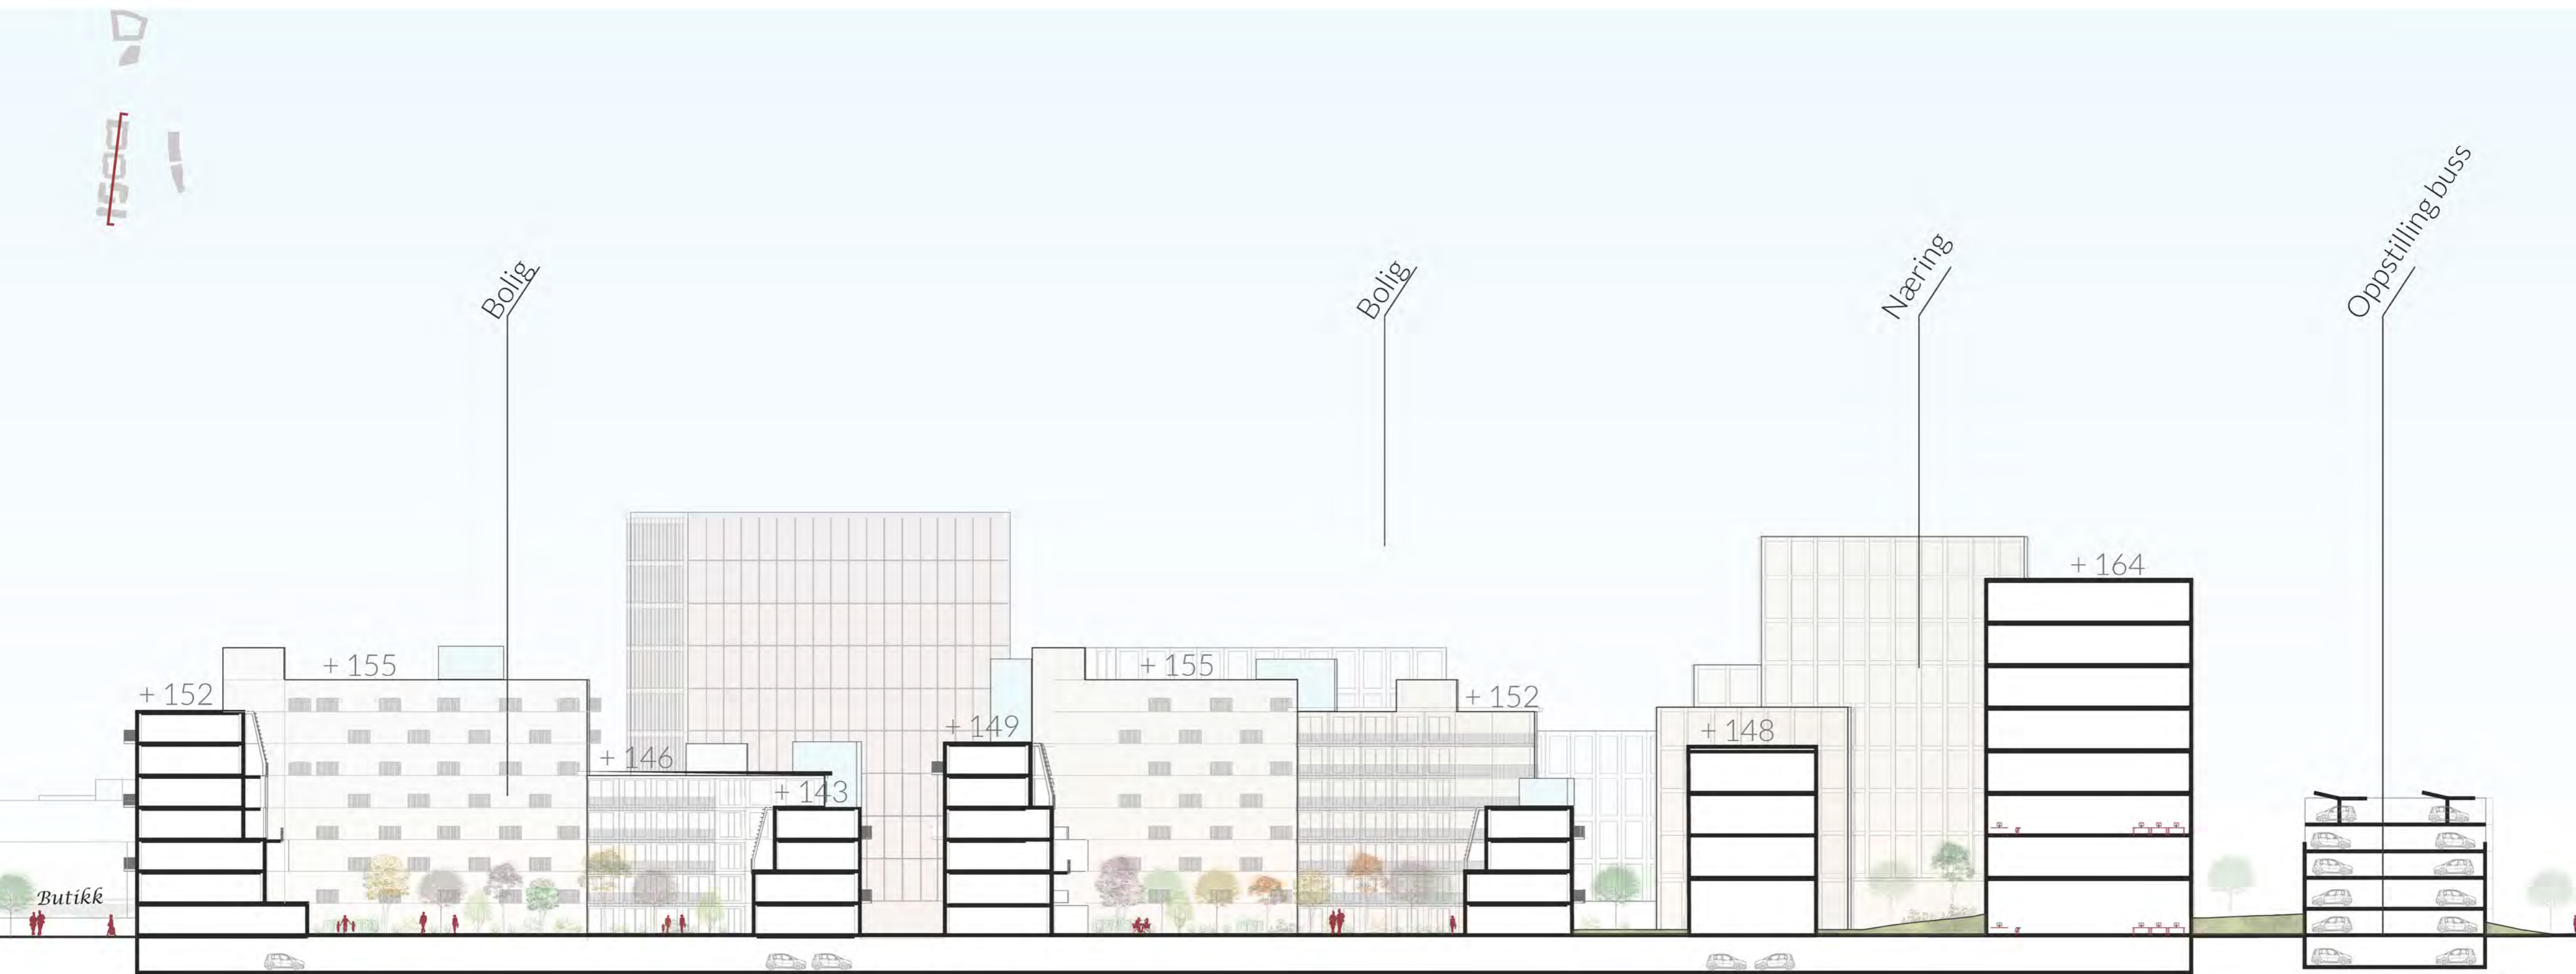 Bolig
Bolig
Næring
Oppstilling buss
+ 152
+ 155
+ 146
+ 143
+ 149
+ 155
+ 152
+ 148
+ 164
Butikk